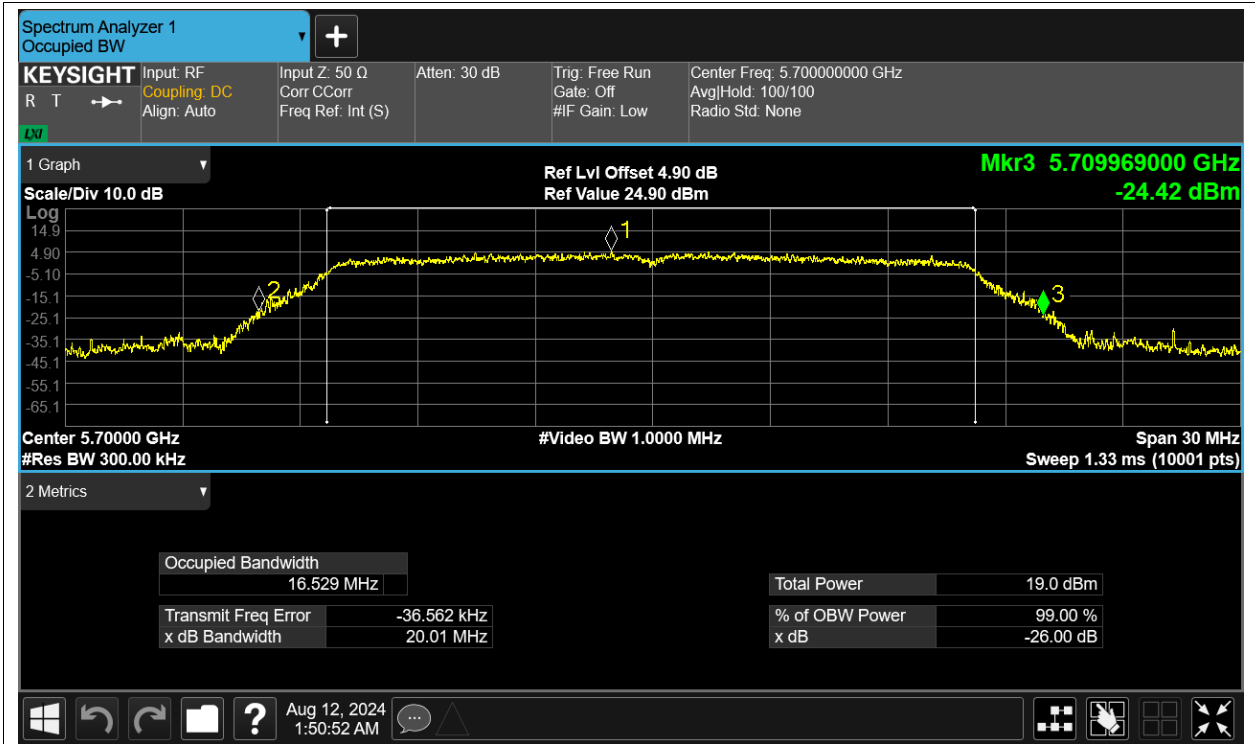 Spectrum Analyzer 1
Occupied BW
KEYSIGHT
R T
LXI
Input: RF
Coupling: DC
Align: Auto
Input Z: 50 Ω
Corr CCorr
Freq Ref: Int (S)
Atten: 30 dB
Trig: Free Run
Gate: Off
#IF Gain: Low
Center Freq: 5.700000000 GHz
Avg|Hold: 100/100
Radio Std: None
1 Graph
Scale/Div 10.0 dB
Ref Lvl Offset 4.90 dB
Ref Value 24.90 dBm
Mkr3 5.709969000 GHz
-24.42 dBm
Log
14.9
4.90
-5.10
-15.1
-25.1
-35.1
-45.1
-55.1
-65.1
1
2
3
Center 5.70000 GHz
#Video BW 1.0000 MHz
Span 30 MHz
#Res BW 300.00 kHz
Sweep 1.33 ms (10001 pts)
2 Metrics
Occupied Bandwidth
16.529 MHz
Total Power 19.0 dBm
Transmit Freq Error -36.562 kHz
% of OBW Power 99.00 %
x dB Bandwidth 20.01 MHz
x dB -26.00 dB
?
Aug 12, 2024
1:50:52 AM